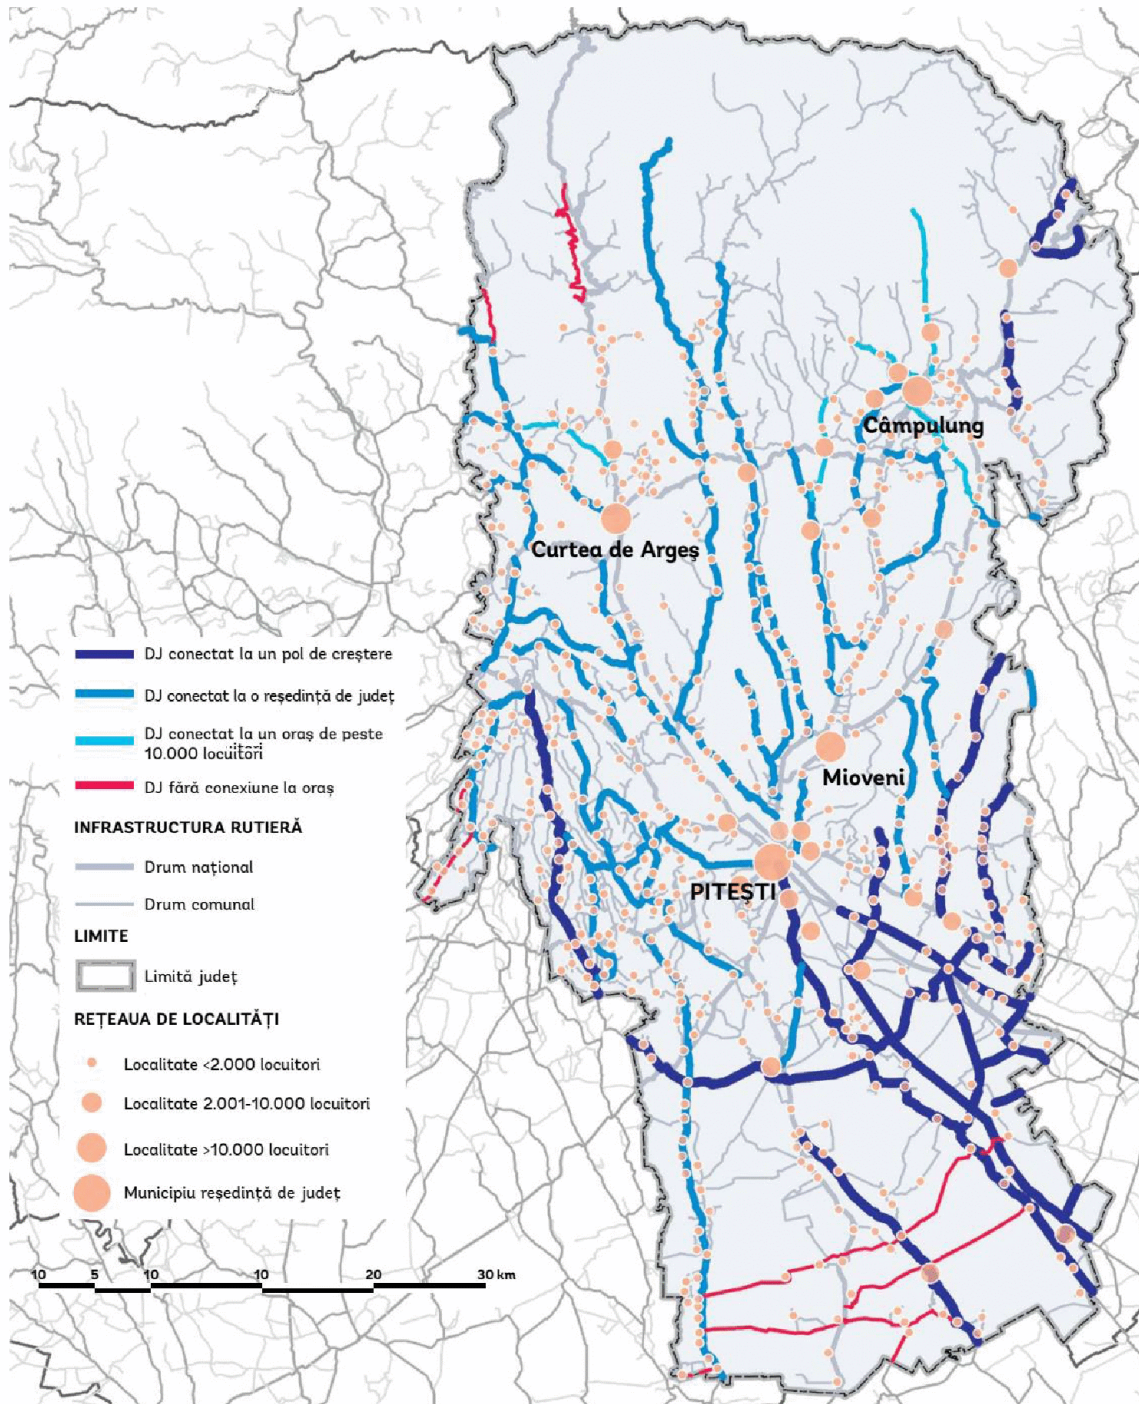 Câmpulung
Curtea de Argeș
DJ conectat la un pol de creștere
DJ conectat la o reședință de județ
DJ conectat la un oraș de peste
10.000 locuitori
DJ fără conexiune la oraș
Mioveni
INFRASTRUCTURA RUTIERĂ
Drum național
Drum comunal
PITEȘTI
LIMITE
Limită județ
REȚEAUA DE LOCALITĂȚI
Localitate <2.000 locuitori
Localitate 2.001-10.000 locuitori
Localitate >10.000 locuitori
Municipiu reședință de județ
10 5 10 10 20 30 km